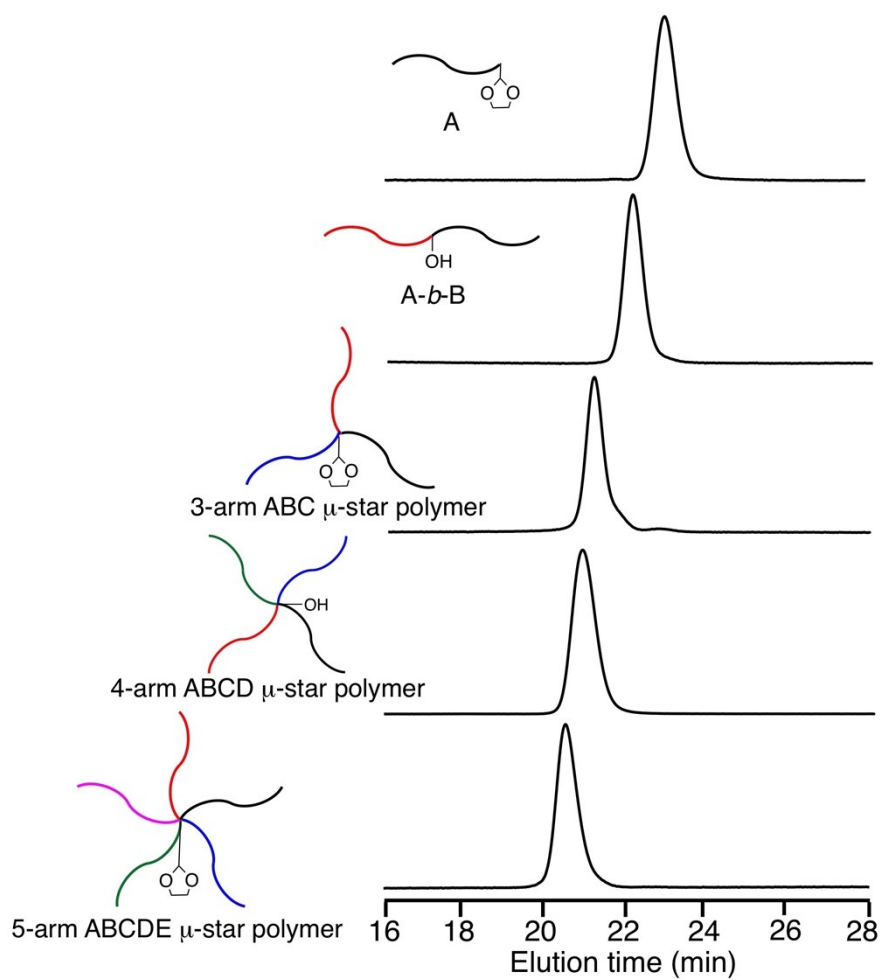 O O
A
OH
A-b-B
O O
3-arm ABC μ-star polymer
OH
4-arm ABCD μ-star polymer
O O
5-arm ABCDE μ-star polymer
16 18 20 22 24 26 28
Elution time (min)